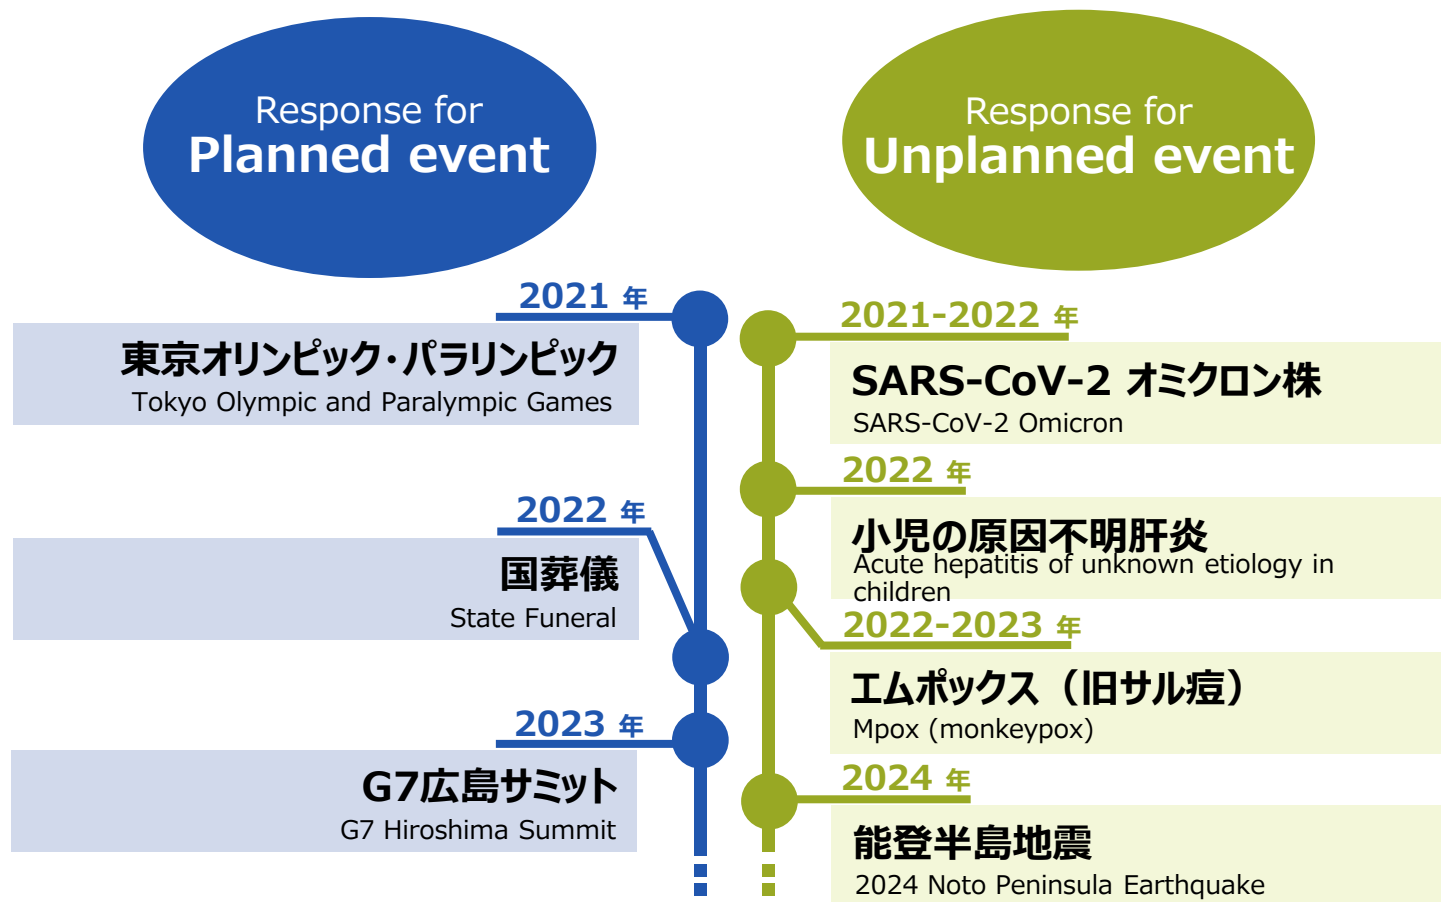 Response for
Planned event
2021 年
東京オリンピック・パラリンピック
Tokyo Olympic and Paralympic Games
2022 年
国葬儀
State Funeral
2023 年
G7広島サミット
G7 Hiroshima Summit
Response for
Unplanned event
2021-2022 年
SARS-CoV-2 オミクロン株
SARS-CoV-2 Omicron
2022 年
小児の原因不明肝炎
Acute hepatitis of unknown etiology in
children
2022-2023 年
エムポックス（旧サル痘）
Mpox (monkeypox)
2024 年
能登半島地震
2024 Noto Peninsula Earthquake